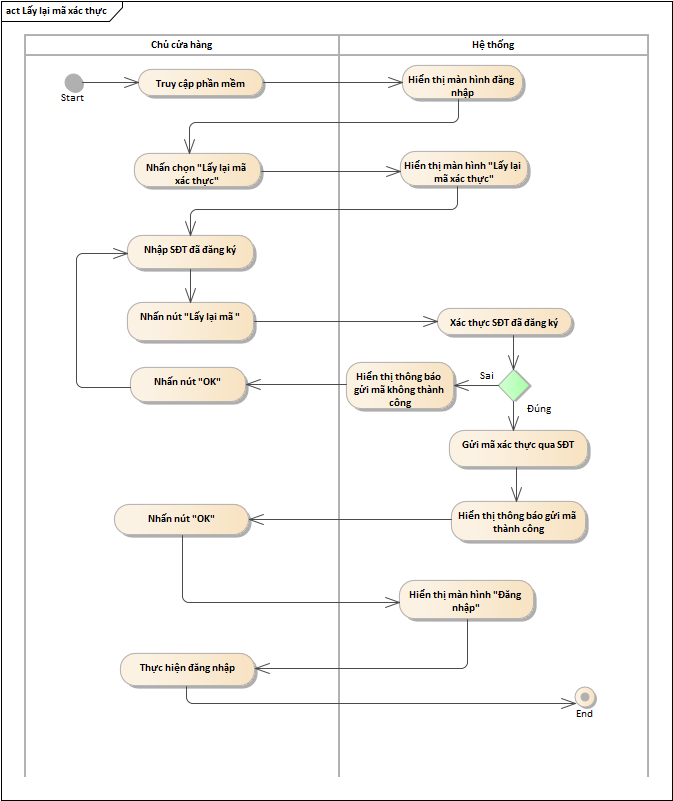 act Lấy lại mã xác thực
Chủ cửa hàng
Hệ thống
Start
Truy cập phần mềm
Hiển thị màn hình đăng
nhập
Nhấn chọn "Lấy lại mã
xác thực"
Hiển thị màn hình "Lấy lại
mã xác thực"
Nhập SĐT đã đăng ký
Nhấn nút "Lấy lại mã "
Xác thực SĐT đã đăng ký
Sai
Đúng
Hiển thị thông báo
gửi mã không thành
công
Nhấn nút "OK"
Gửi mã xác thực qua SĐT
Hiển thị thông báo gửi mã
thành công
Nhấn nút "OK"
Hiển thị màn hình "Đăng
nhập"
Thực hiện đăng nhập
End